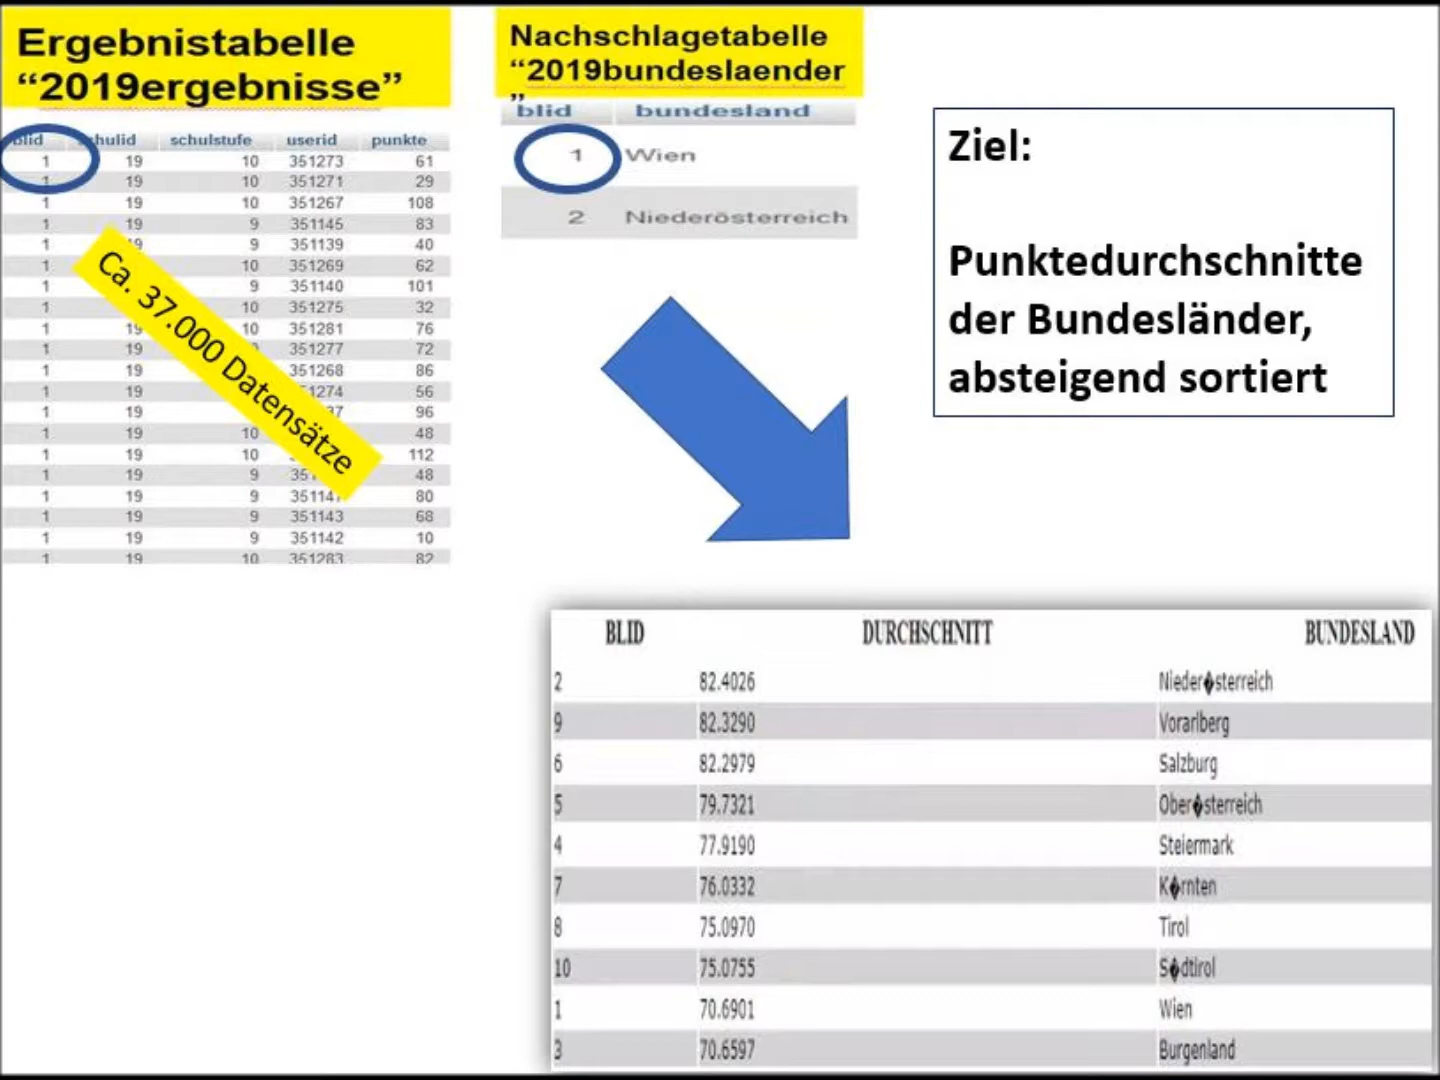 Ergebnistabelle
“2019ergebnisse”
blid schulid schulstufe userid punkte
1 19 10 351273 61
1 19 10 351271 29
1 19 10 351267 108
1 19 9 351145 83
1 19 9 351139 40
1 10 351269 62
1 9 351140 101
1 10 351275 32
1 19 10 351281 76
1 19 351277 72
1 19 351268 86
1 19 56
1 19 96
1 19 10 48
1 19 10 112
1 19 9 48
1 19 9 80
1 19 9 351143 68
1 19 9 351142 10
1 19 10 351283 82
Ca. 37.000 Datensätze
Nachschlagetabelle
“2019bundeslaender
”
blid bundesland
1 Wien
2 Niederösterreich
Ziel:
Punktedurchschnitte
der Bundesländer,
absteigend sortiert
BLID DURCHSCHNITT BUNDESLAND
2 82.4026 Nieder�sterreich
9 82.3290 Vorarlberg
6 82.2979 Salzburg
5 79.7321 Ober�sterreich
4 77.9190 Steiermark
7 76.0332 K�rnten
8 75.0970 Tirol
10 75.0755 S�dtirol
1 70.6901 Wien
3 70.6597 Burgenland